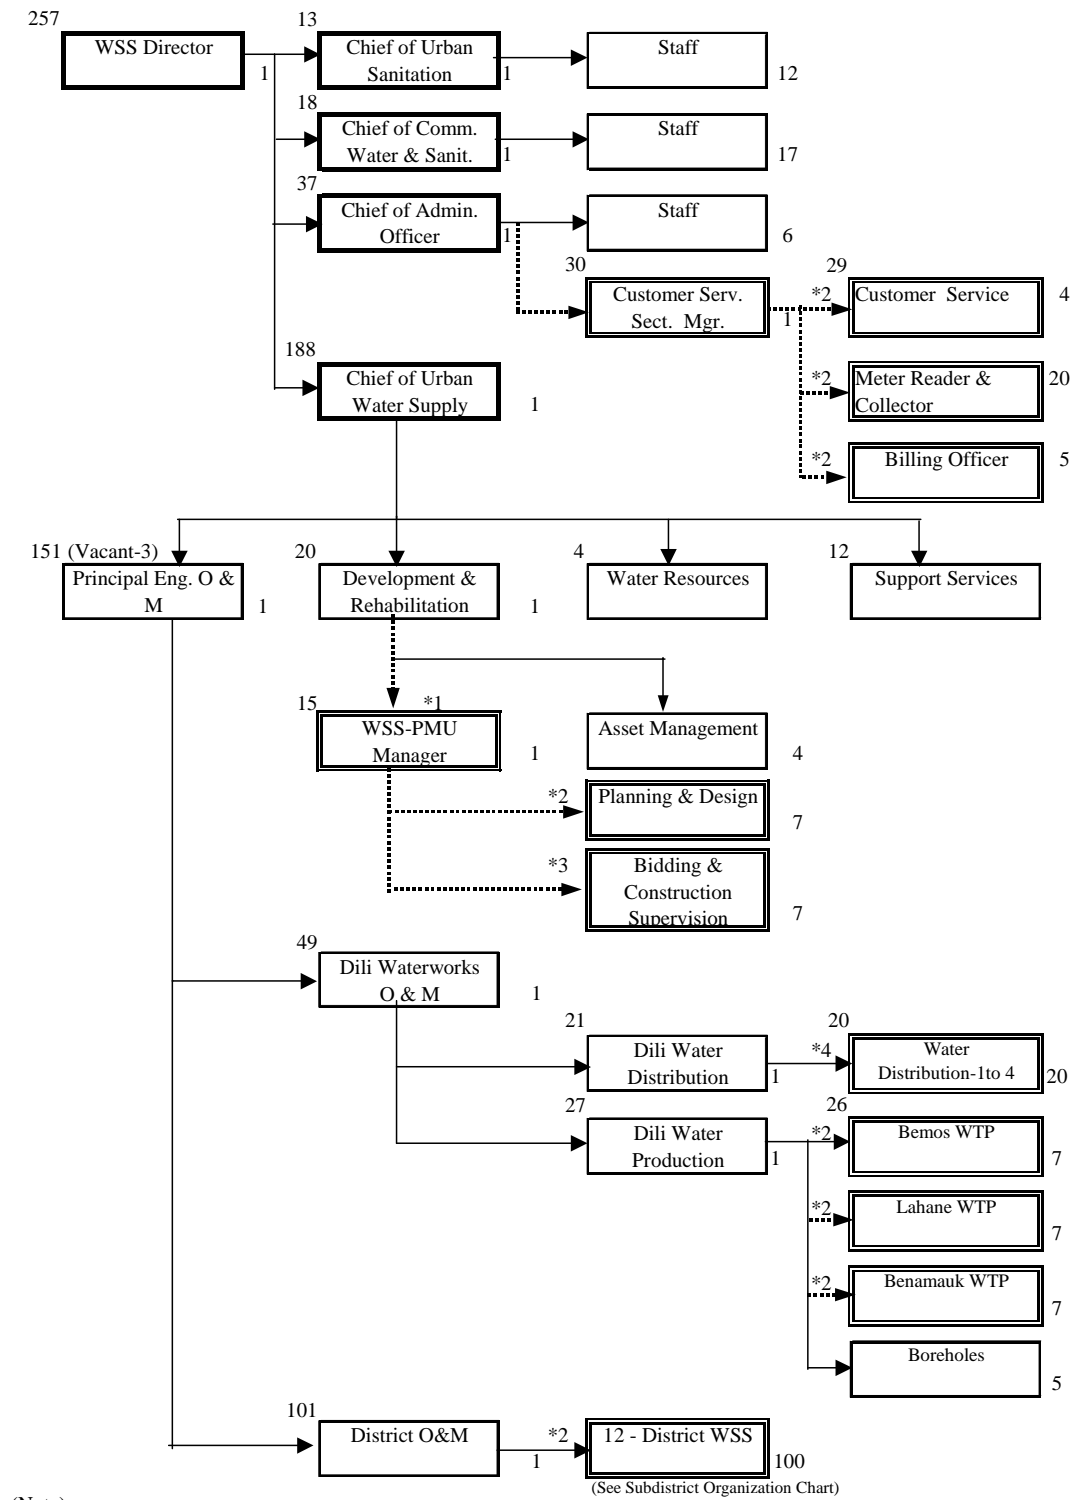 257
WSS Director
1
13
Chief of Urban
Sanitation
1
Staff
12
18
Chief of Comm.
Water & Sanit.
1
Staff
17
37
Chief of Admin.
Officer
1
Staff
6
30
Customer Serv.
Sect. Mgr.
1
29
*2
Customer Service
4
*2
Meter Reader &
Collector
20
*2
Billing Officer
5
188
Chief of Urban
Water Supply
1
151 (Vacant-3)
Principal Eng. O &
M
1
20
Development &
Rehabilitation
1
4
Water Resources
12
Support Services
15
*1
WSS-PMU
Manager
1
Asset Management
4
*2
Planning & Design
7
*3
Bidding &
Construction
Supervision
7
49
Dili Waterworks
O & M
1
21
Dili Water
Distribution
1
20
*4
Water
Distribution-1to 4
20
27
Dili Water
Production
1
26
*2
Bemos WTP
7
*2
Lahane WTP
7
*2
Benamauk WTP
7
Boreholes
5
101
District O&M
1
*2
12 - District WSS
100
(See Subdistrict Organization Chart)